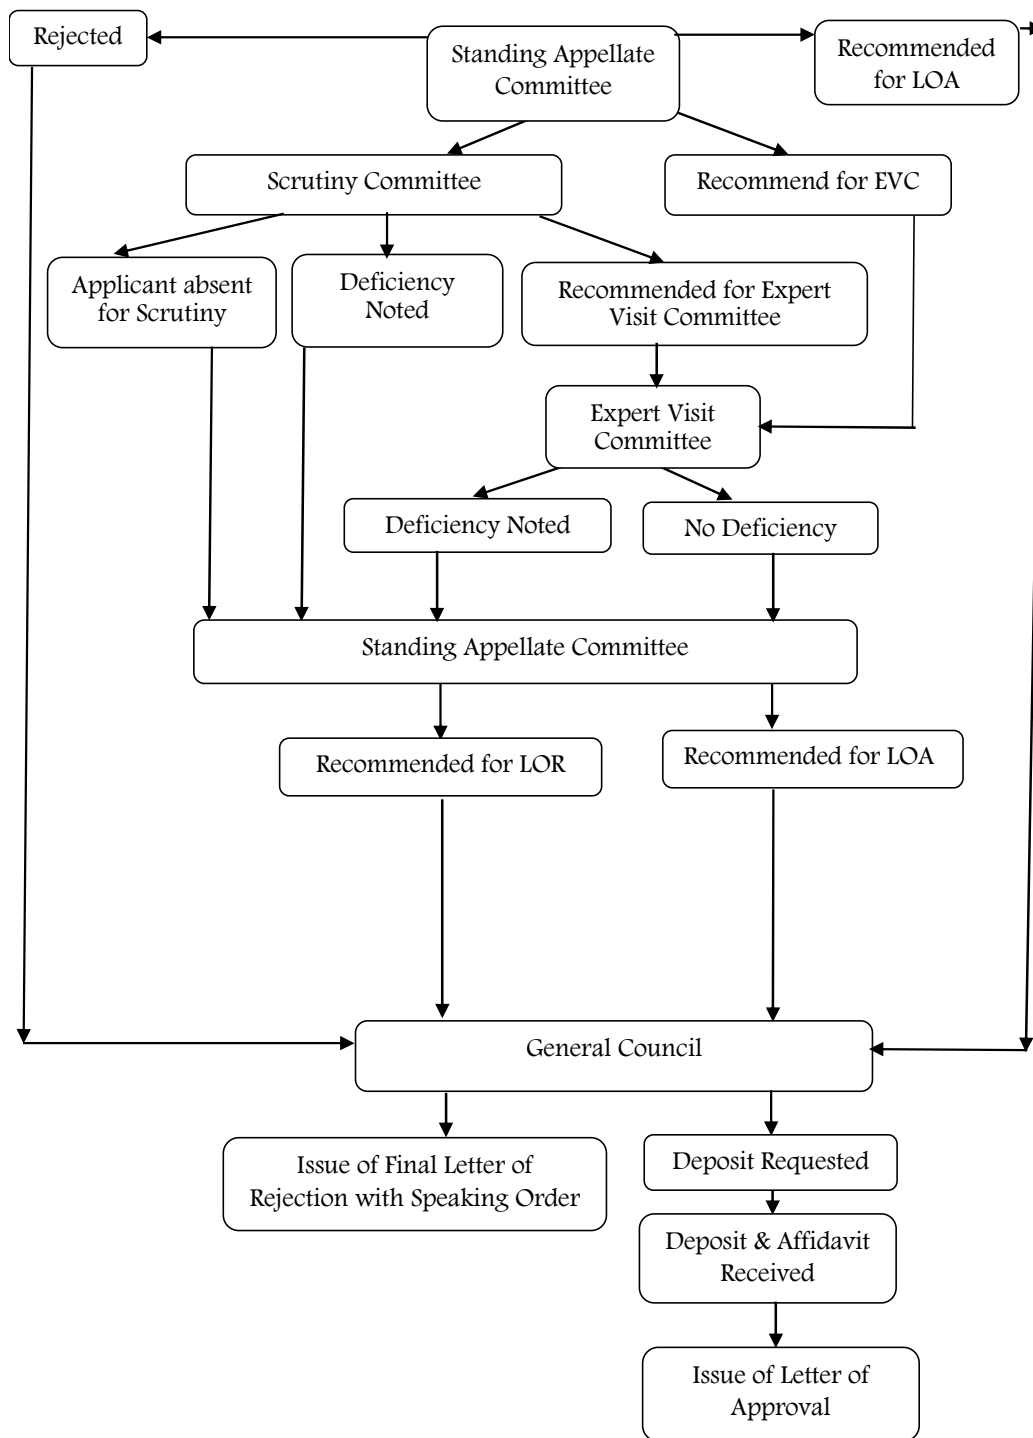 Rejected
Standing Appellate
Committee
Recommended
for LOA
Scrutiny Committee
Recommend for EVC
Applicant absent
for Scrutiny
Deficiency
Noted
Recommended for Expert
Visit Committee
Expert Visit
Committee
Deficiency Noted
No Deficiency
Standing Appellate Committee
Recommended for LOR
Recommended for LOA
General Council
Issue of Final Letter of
Rejection with Speaking Order
Deposit Requested
Deposit & Affidavit
Received
Issue of Letter of
Approval